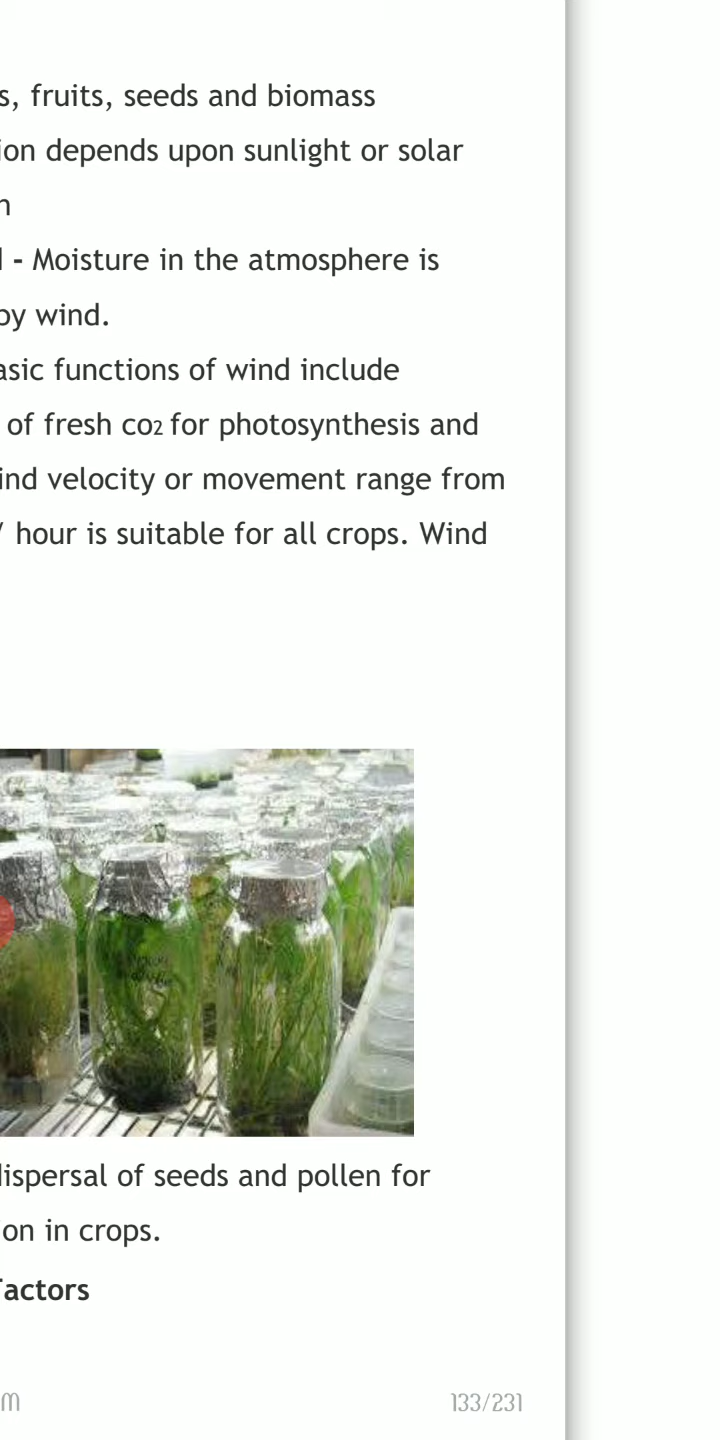 s, fruits, seeds and biomass
ion depends upon sunlight or solar
n
d - Moisture in the atmosphere is
by wind.
asic functions of wind include
of fresh co₂ for photosynthesis and
ind velocity or movement range from
/ hour is suitable for all crops. Wind
dispersal of seeds and pollen for
on in crops.
factors
M 133/231